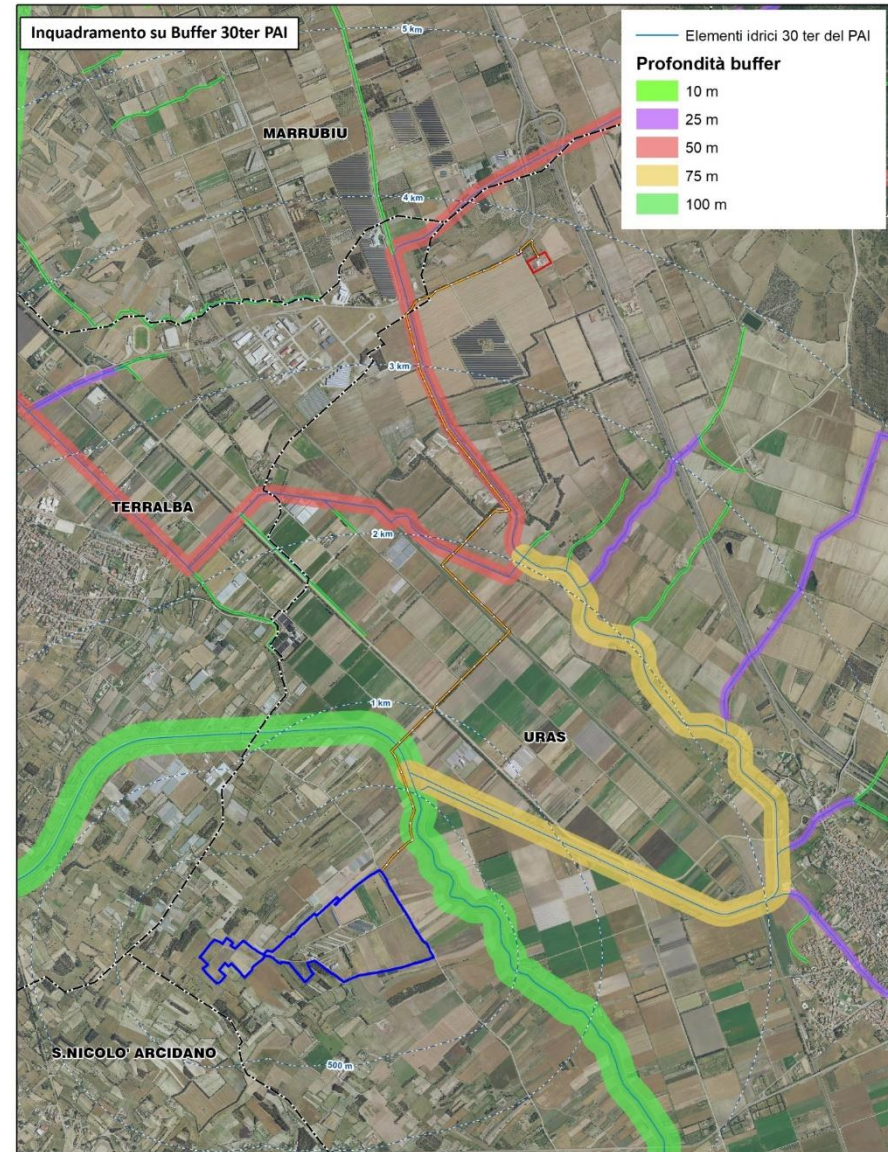 Inquadramento su Buffer 30ter PAI
Elementi idrici 30 ter del PAI
Profondità buffer
10 m
25 m
50 m
75 m
100 m
5 km
MARRUBIU
4 km
3 km
TERRALBA
2 km
1 km
URAS
S.NICOLO' ARCIDANO
500 m